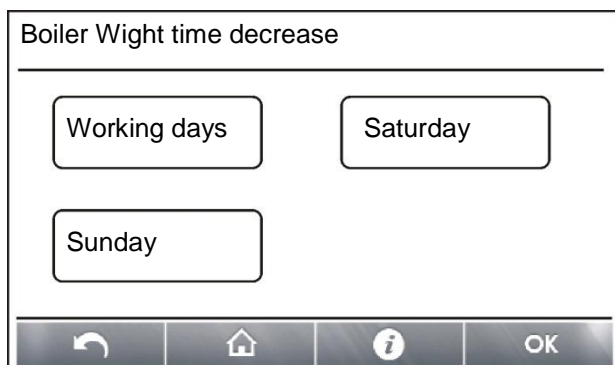 Boiler Wight time decrease
Working days
Saturday
Sunday
i
OK